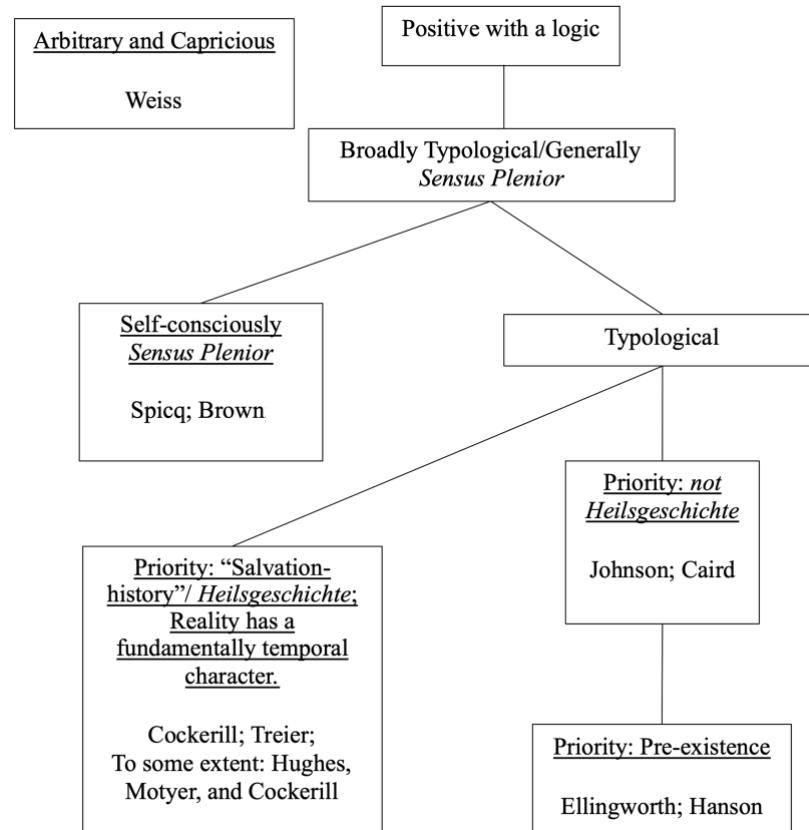 Arbitrary and Capricious
Weiss
Positive with a logic
Broadly Typological/Generally
Sensus Plenior
Self-consciously
Sensus Plenior
Spicq; Brown
Typological
Priority: “Salvation-
history”/ Heilsgeschichte;
Reality has a
fundamentally temporal
character.
Cockerill; Treier;
To some extent: Hughes,
Motyer, and Cockerill
Priority: not
Heilsgeschichte
Johnson; Caird
Priority: Pre-existence
Ellingworth; Hanson